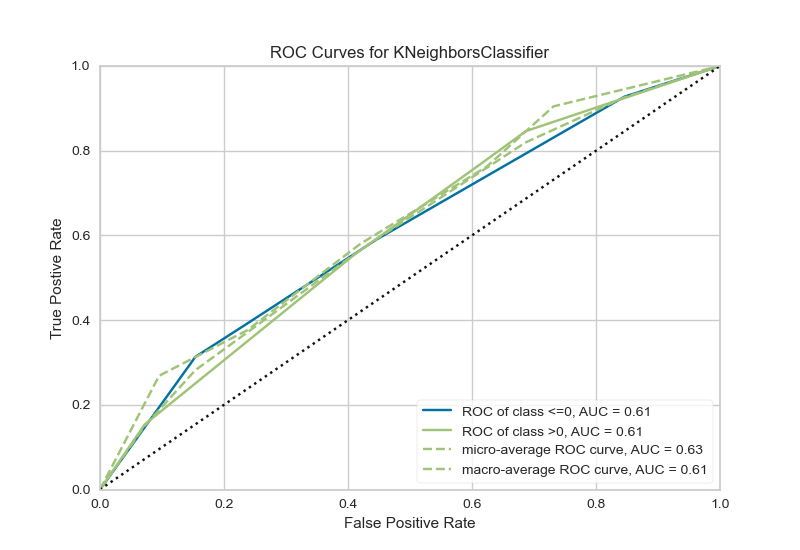 ROC Curves for KNeighborsClassifier
1.0
0.8
0.6
0.4
0.2
0.0
True Postive Rate
ROC of class <=0, AUC = 0.61
ROC of class >0, AUC = 0.61
micro-average ROC curve, AUC = 0.63
macro-average ROC curve, AUC = 0.61
0.0 0.2 0.4 0.6 0.8 1.0
False Positive Rate